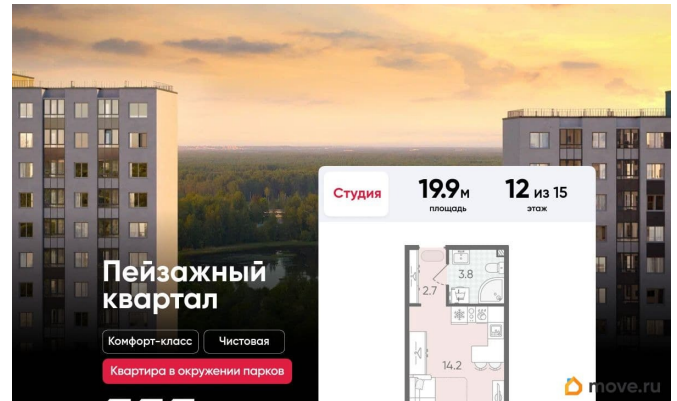 Студия
19.9м
площадь
12 из 15
этаж
3.8
2.7
14.2
Пейзажный
квартал
Комфорт-класс
Чистовая
Квартира в окружении парков
move.ru